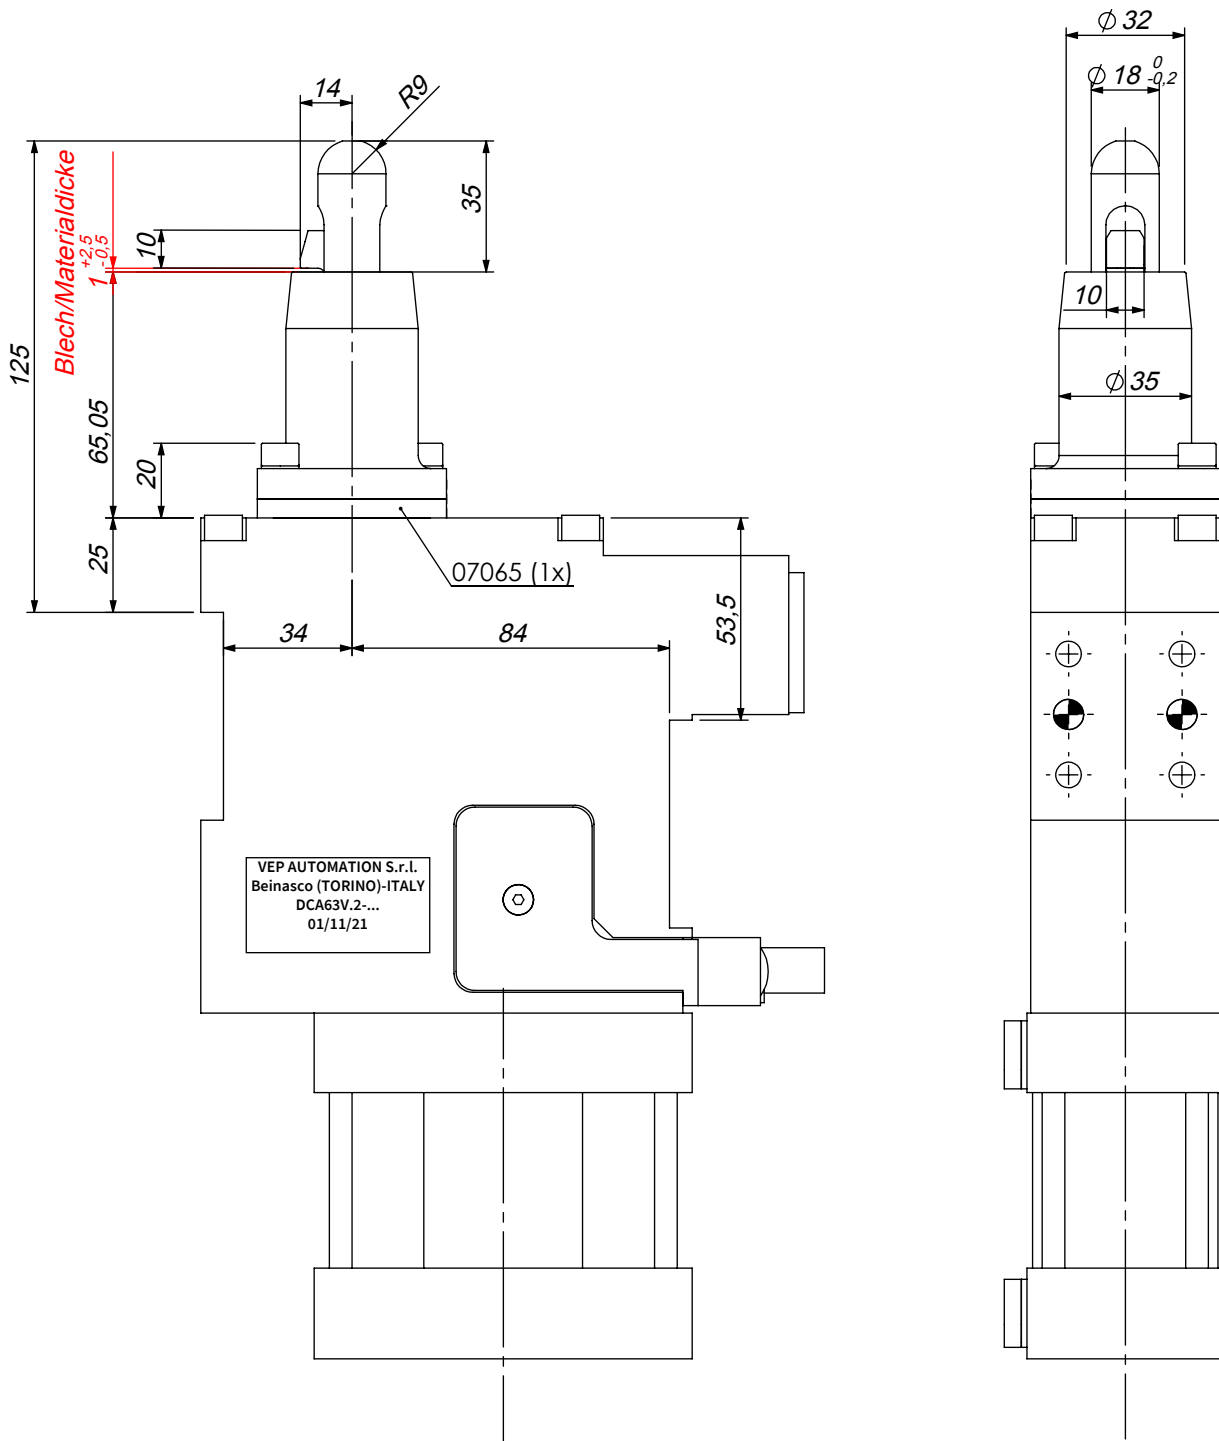 Ø 32
Ø 18 0 -0,2
14
R9
35
125
Blech/Materialdicke
1 +2,5 -0,5
10
65,05
20
25
07065 (1x)
34
84
53,5
10
Ø 35
VEP AUTOMATION S.r.l.
Beinasco (TORINO)-ITALY
DCA63V.2-...
01/11/21